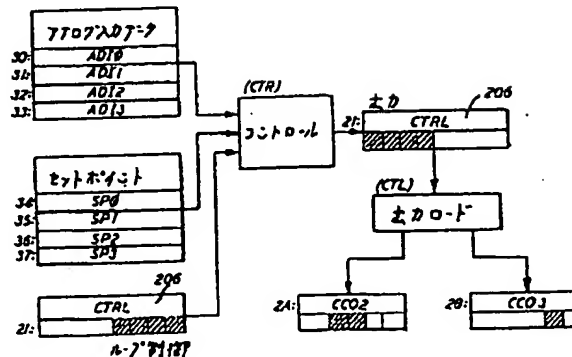 アナログ入力データ
30: ADI0
31: ADI1
32: ADI2
33: ADI3
セットポイント
34: SP0
35: SP1
36: SP2
37: SP3
206
CTRL
21:
ループ制御
(CTR)
コントロール
出力
206
21: CTRL
(CTL)
出力ロード
2A: CCO2
2B: CCO3